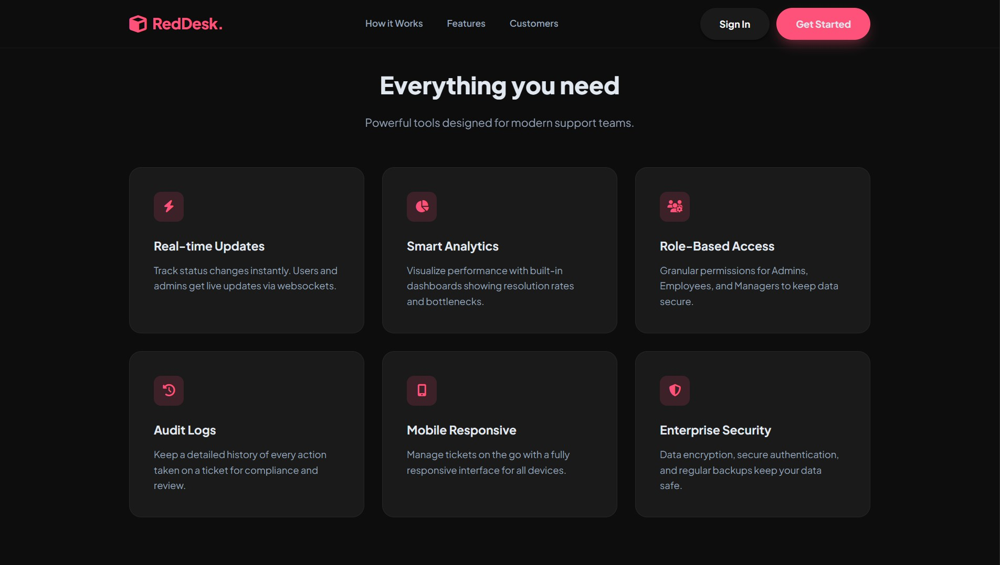 RedDesk.
How it Works
Features
Customers
Sign In
Get Started
Everything you need
Powerful tools designed for modern support teams.
Real-time Updates
Track status changes instantly. Users and
admins get live updates via websockets.
Smart Analytics
Visualize performance with built-in
dashboards showing resolution rates
and bottlenecks.
Role-Based Access
Granular permissions for Admins,
Employees, and Managers to keep data
secure.
Audit Logs
Keep a detailed history of every action
taken on a ticket for compliance and
review.
Mobile Responsive
Manage tickets on the go with a fully
responsive interface for all devices.
Enterprise Security
Data encryption, secure authentication,
and regular backups keep your data
safe.